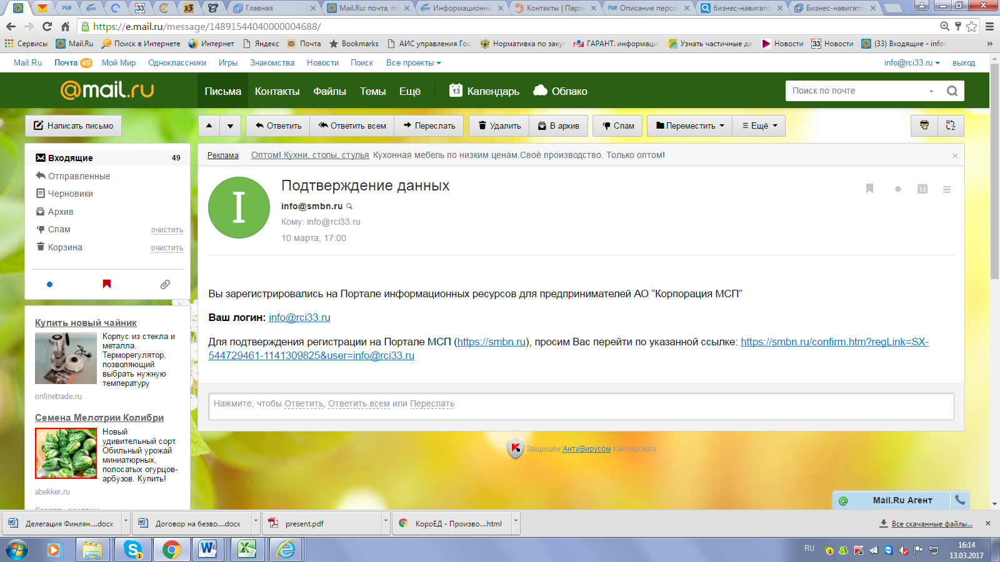 Главная
Mail.Ru: почта, по
Информационны
Контакты | Партн
РЦИ Описание персо
бизнес-навигато
Бизнес-навигатор
https://e.mail.ru/message/14891544040000004688/
Сервисы Mail.Ru Поиск в Интернете Интернет Яндекс Почта Bookmarks АИС управления Гос Нормативка по закуп ГАРАНТ. информаци Узнать частичные да Новости Новости (33) Входящие - info@ »
Mail.Ru Почта 49 Мой Мир Одноклассники Игры Знакомства Новости Поиск Все проекты info@rci33.ru выход
@mail.ru Письма Контакты Файлы Темы Ещё 13 Календарь Облако Поиск по почте
Написать письмо Ответить Ответить всем Переслать Удалить В архив Спам Переместить Ещё
Входящие 49
Отправленные
Черновики
Архив
Спам очистить
Корзина очистить
Купить новый чайник
Корпус из стекла и
металла.
Терморегулятор,
позволяющий
выбрать нужную
температуру
onlinetrade.ru
Семена Мелотрии Колибри
Новый
удивительный сорт.
Обильный урожай
миниатюрных,
полосатых огурцов-
арбузов. Купить!
abekker.ru
Реклама Оптом! Кухни, столы, стулья Кухонная мебель по низким ценам.Своё производство. Только оптом!
I
Подтверждение данных
13
info@smbn.ru
Кому: info@rci33.ru
10 марта, 17:00
Вы зарегистрировались на Портале информационных ресурсов для предпринимателей АО “Корпорация МСП”
Ваш логин: info@rci33.ru
Для подтверждения регистрации на Портале МСП (https://smbn.ru), просим Вас перейти по указанной ссылке: https://smbn.ru/confirm.htm?regLink=SX-
544729461-1141309825&user=info@rci33.ru
Нажмите, чтобы Ответить, Ответить всем или Переслать
Защищён АнтиВирусом Касперского
Mail.Ru Агент
Делегация Финлян....docx Договор на безво....docx present.pdf КороЕД - Произво....html Все скачанные файлы...
RU 16:14
13.03.2017